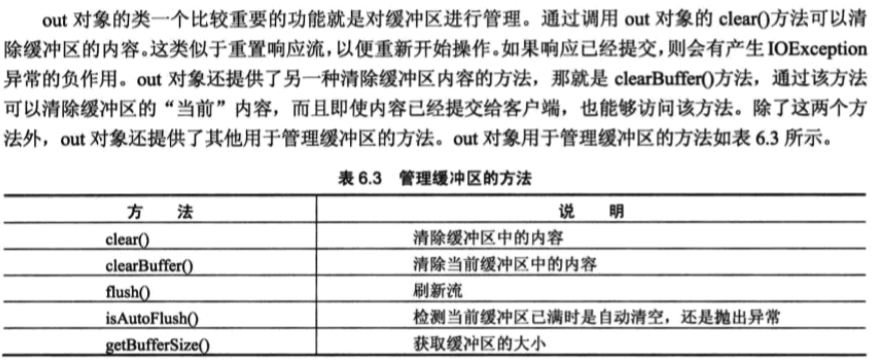 out 对象的类一个比较重要的功能就是对缓冲区进行管理。通过调用 out 对象的 clear()方法可以清
除缓冲区的内容。这类似于重置响应流,以便重新开始操作。如果响应已经提交,则会有产生 IOException
异常的负作用。out 对象还提供了另一种清除缓冲区内容的方法，那就是 clearBuffer()方法，通过该方法
可以清除缓冲区的“当前”内容，而且即使内容已经提交给客户端，也能够访问该方法。除了这两个方
法外，out 对象还提供了其他用于管理缓冲区的方法。out 对象用于管理缓冲区的方法如表 6.3 所示。
表 6.3 管理缓冲区的方法
方 法 说 明
clear() 清除缓冲区中的内容
clearBuffer() 清除当前缓冲区中的内容
flush() 刷新流
isAutoFlush() 检测当前缓冲区已满时是自动清空，还是抛出异常
getBufferSize() 获取缓冲区的大小